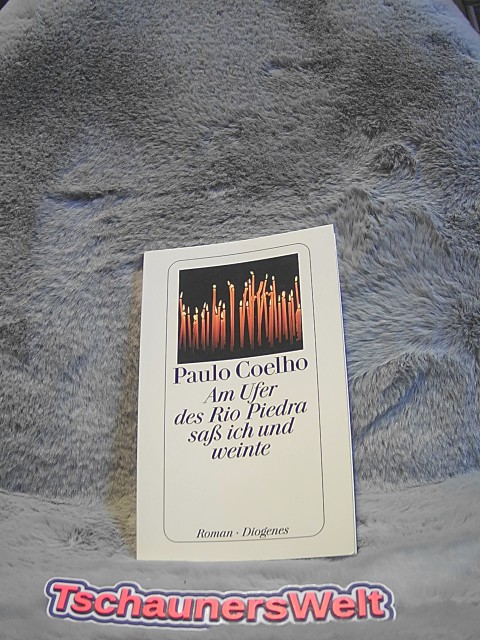 Paulo Coelho
Am Ufer
des Rio Piedra
saß ich und
weinte
Roman · Diogenes
TschaunersWelt